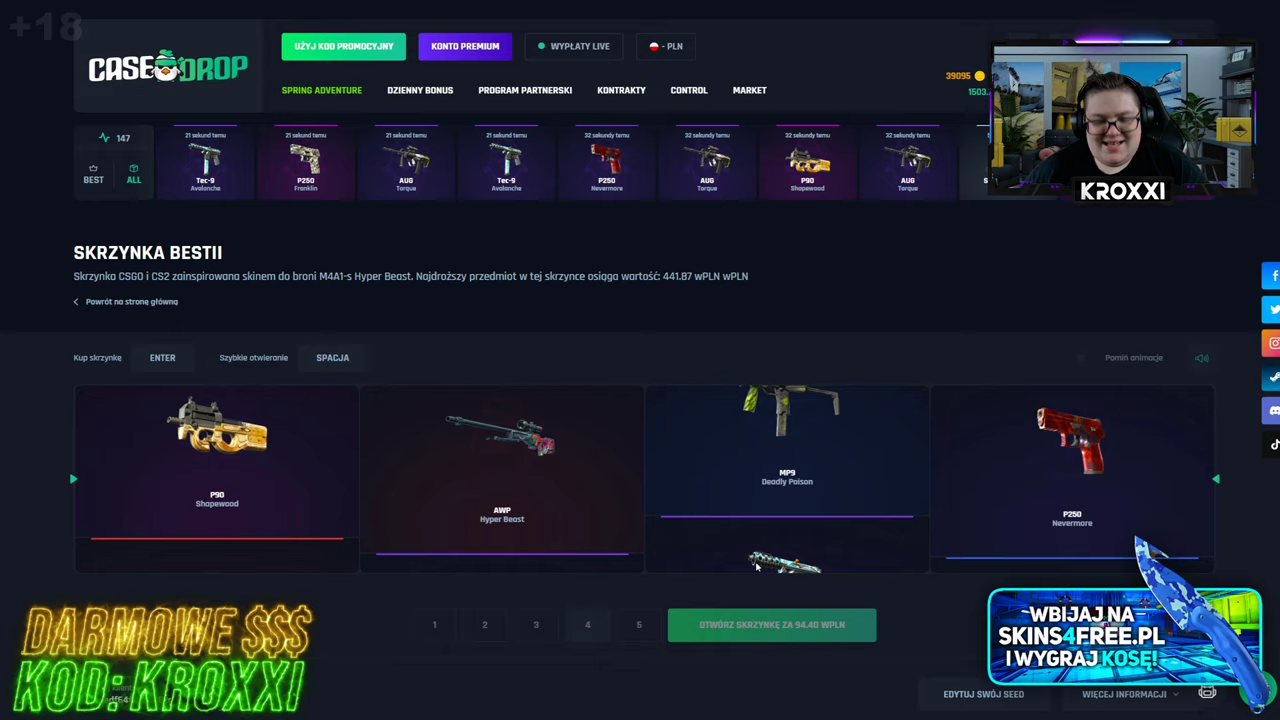 +18
CASEDROP
UŻYJ KOD PROMOCYJNY
KONTO PREMIUM
WYPŁATY LIVE
- PLN
SPRING ADVENTURE
DZIENNY BONUS
PROGRAM PARTNERSKI
KONTRAKTY
CONTROL
MARKET
39095
1503.
KROXXI
147
BEST
ALL
21 sekund temu
Tec-9
Avalanche
21 sekund temu
P250
Franklin
21 sekund temu
AUG
Torque
21 sekund temu
Tec-9
Avalanche
32 sekundy temu
P250
Nevermore
32 sekundy temu
AUG
Torque
32 sekundy temu
P90
Shapewood
32 sekundy temu
AUG
Torque
SKRZYNKA BESTII
Skrzynka CSGO i CS2 zainspirowana skinem do broni M4A1-s Hyper Beast. Najdroższy przedmiot w tej skrzynce osiąga wartość: 441.87 wPLN wPLN
Powrót na stronę główną
Kup skrzynkę
ENTER
Szybkie otwieranie
SPACJA
Pomiń animacje
P90
Shapewood
AWP
Hyper Beast
MP9
Deadly Poison
P250
Nevermore
1
2
3
4
5
OTWÓRZ SKRZYNKĘ ZA 94.40 WPLN
DARMOWE $$$
KOD: KROXXI
WBIJAJ NA
SKINS4FREE.PL
I WYGRAJ KOSĘ!
EDYTUJ SWÓJ SEED
WIĘCEJ INFORMACJI